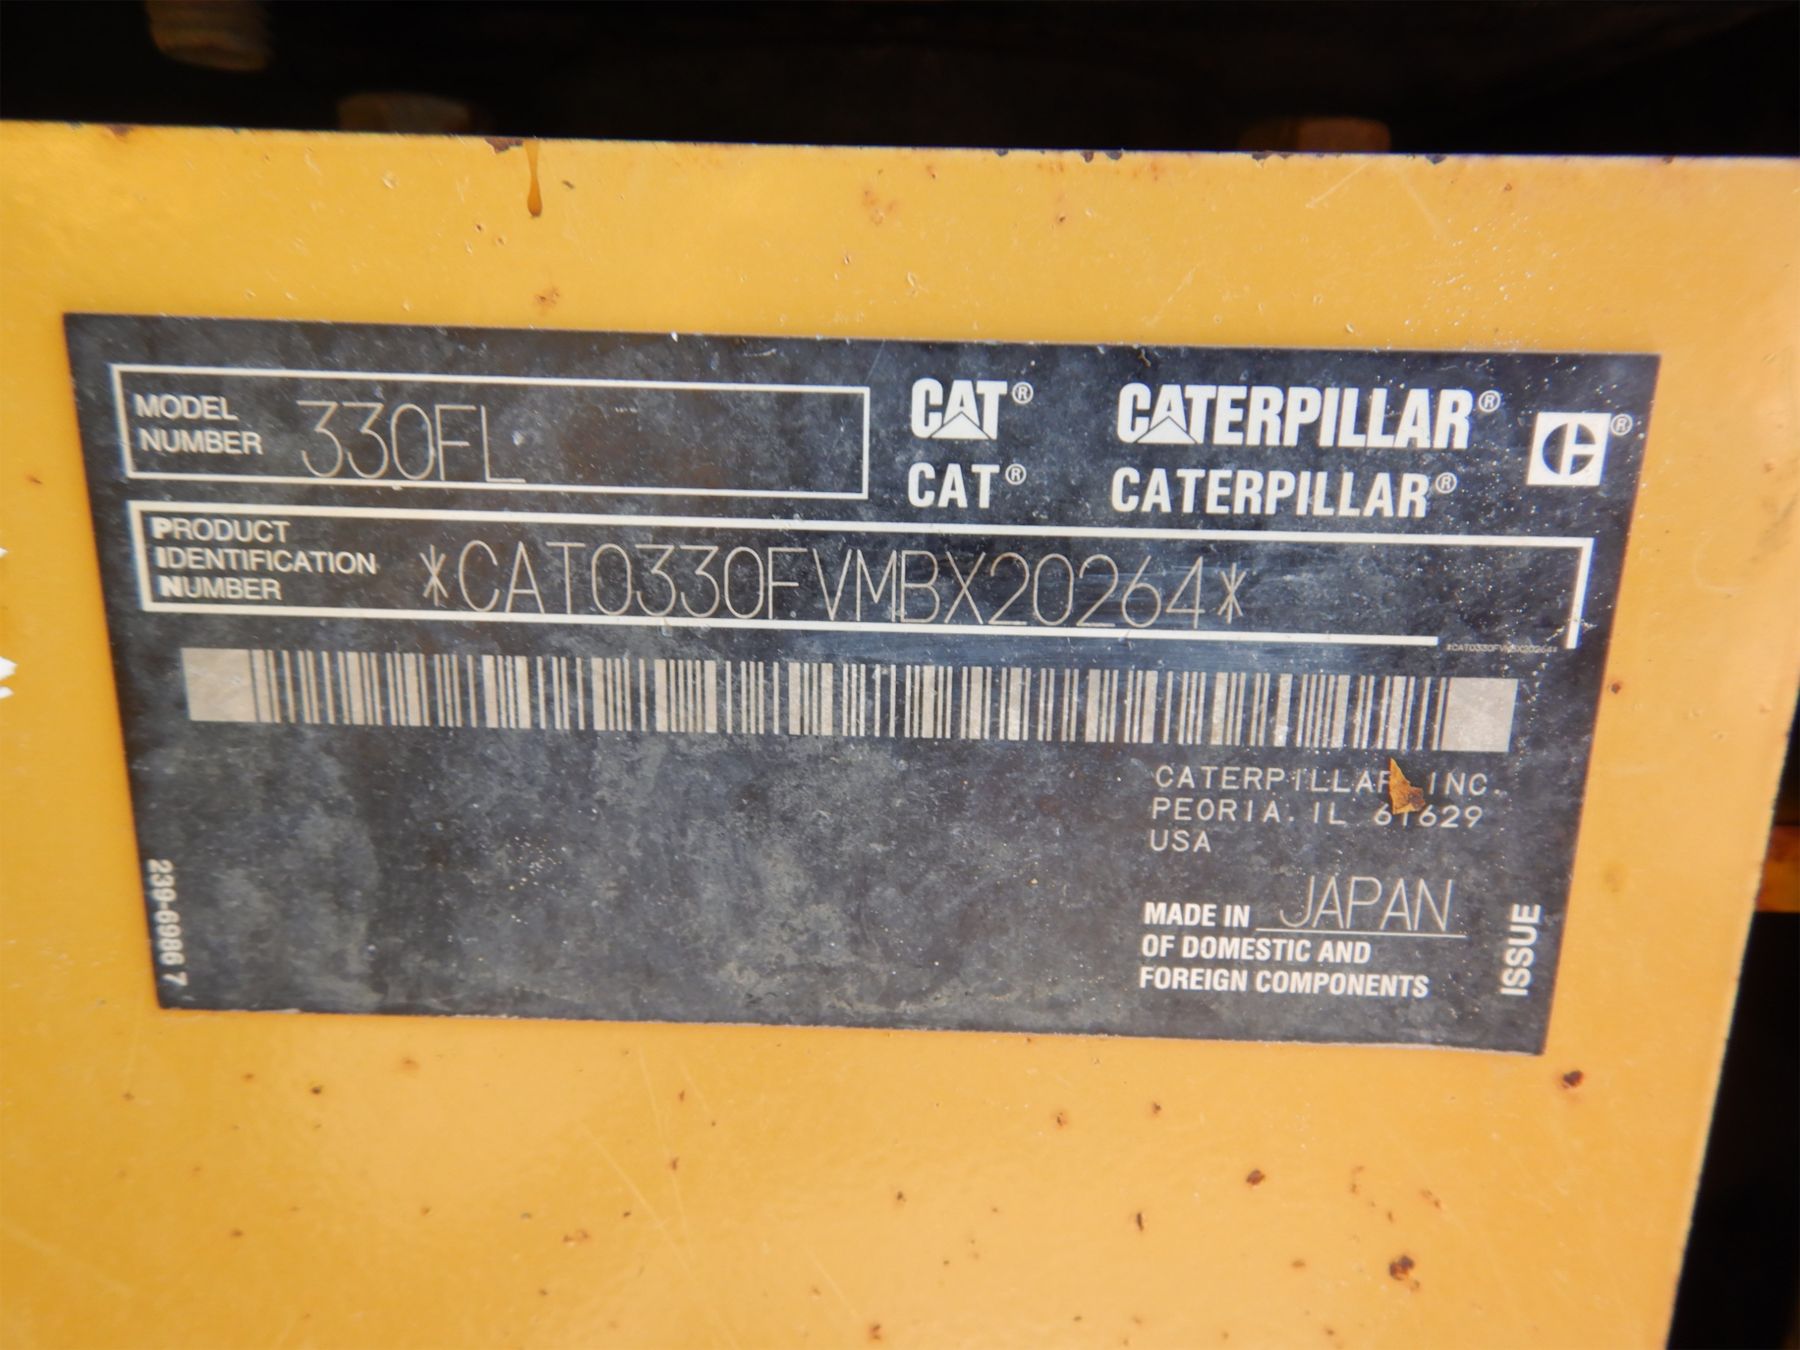 MODEL
NUMBER 330FL
CAT® CATERPILLAR®
CAT® CATERPILLAR®
PRODUCT
IDENTIFICATION
NUMBER *CAT0330FVMBX20264*
*CAT0330FVMBX20264*
CATERPILLAR INC.
PEORIA. IL 61629
USA
MADE IN JAPAN
OF DOMESTIC AND
FOREIGN COMPONENTS
239-6986 7
ISSUE